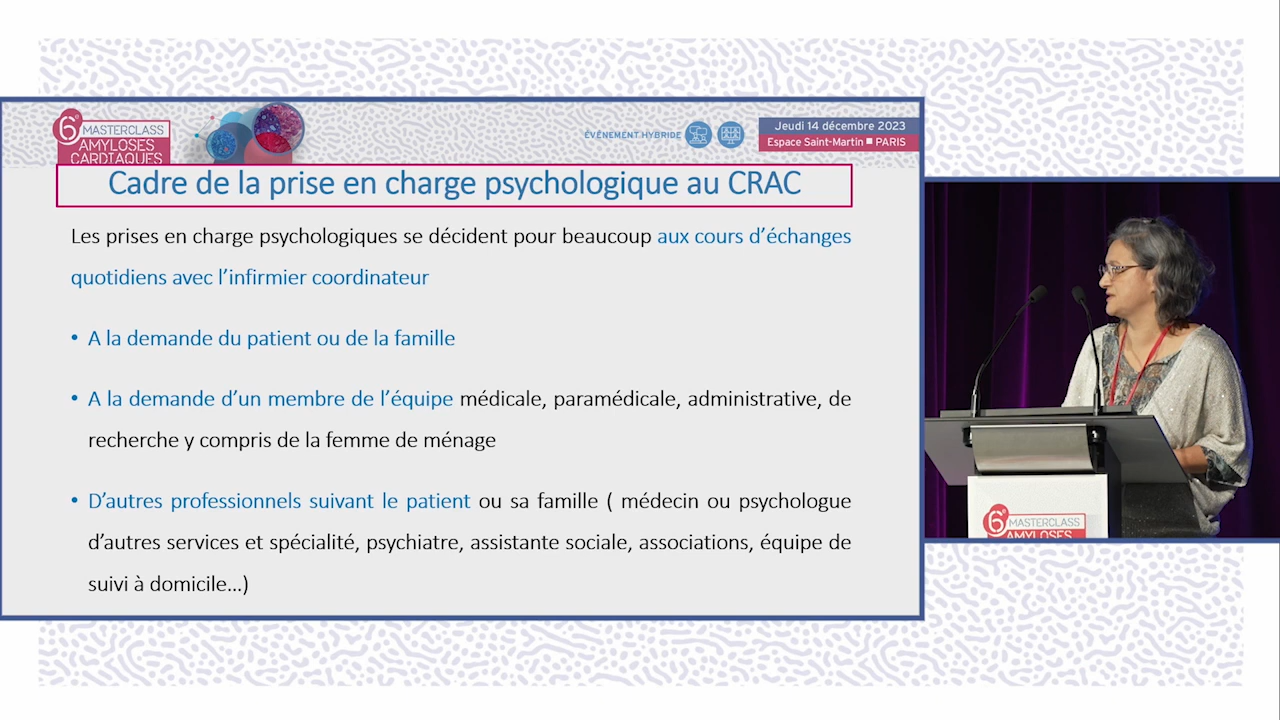 6e MASTERCLASS
AMYLOSES
CARDIAQUES
ÉVÉNEMENT HYBRIDE
Jeudi 14 décembre 2023
Espace Saint-Martin ■ PARIS
Cadre de la prise en charge psychologique au CRAC
Les prises en charge psychologiques se décident pour beaucoup aux cours d’échanges
quotidiens avec l’infirmier coordinateur
• A la demande du patient ou de la famille
• A la demande d’un membre de l’équipe médicale, paramédicale, administrative, de
recherche y compris de la femme de ménage
• D’autres professionnels suivant le patient ou sa famille ( médecin ou psychologue
d’autres services et spécialité, psychiatre, assistante sociale, associations, équipe de
suivi à domicile…)
6e MASTERCLASS
AMYLOSES